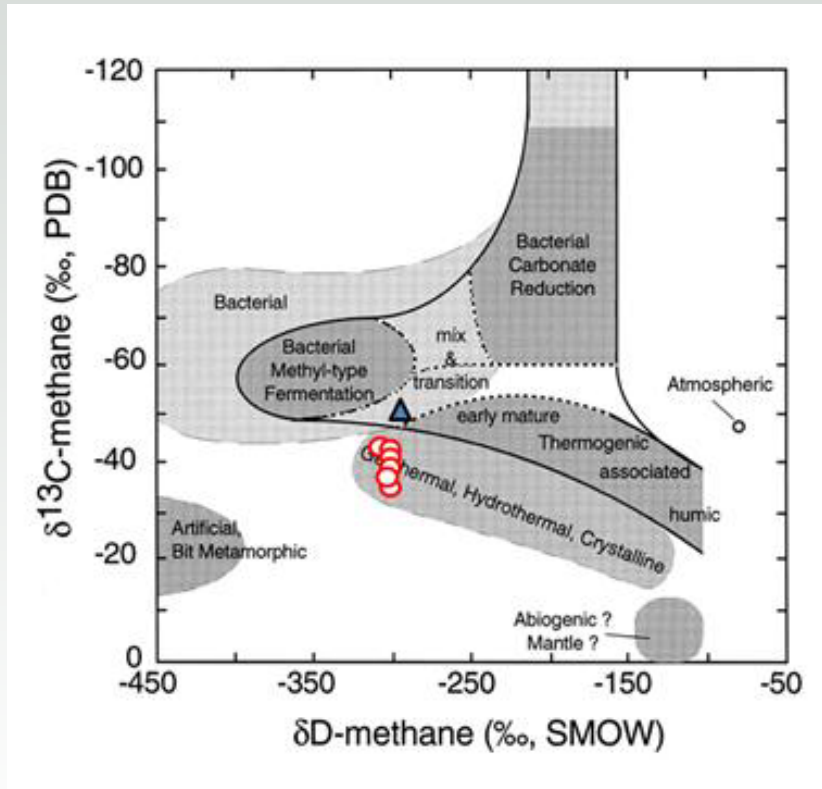 -120
-100
-80
-60
-40
-20
0
δ13C-methane (‰, PDB)
Bacterial
Carbonate
Reduction
Bacterial
mix
&
transition
Bacterial
Methyl-type
Fermentation
Atmospheric
early mature
Thermogenic
associated
humic
Geothermal, Hydrothermal, Crystalline
Artificial,
Bit Metamorphic
Abiogenic ?
Mantle ?
-450
-350
-250
-150
-50
δD-methane (‰, SMOW)